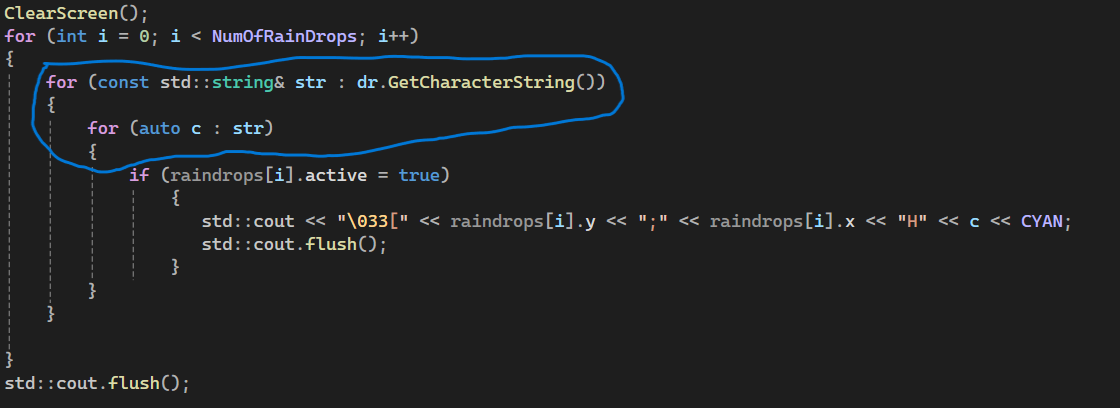 ClearScreen();
for (int i = 0; i < NumOfRainDrops; i++)
{
for (const std::string& str : dr.GetCharacterString())
{
for (auto c : str)
{
if (raindrops[i].active = true)
{
std::cout << "\033[" << raindrops[i].y << ";" << raindrops[i].x << "H" << c << CYAN;
std::cout.flush();
}
}
}
}
std::cout.flush();